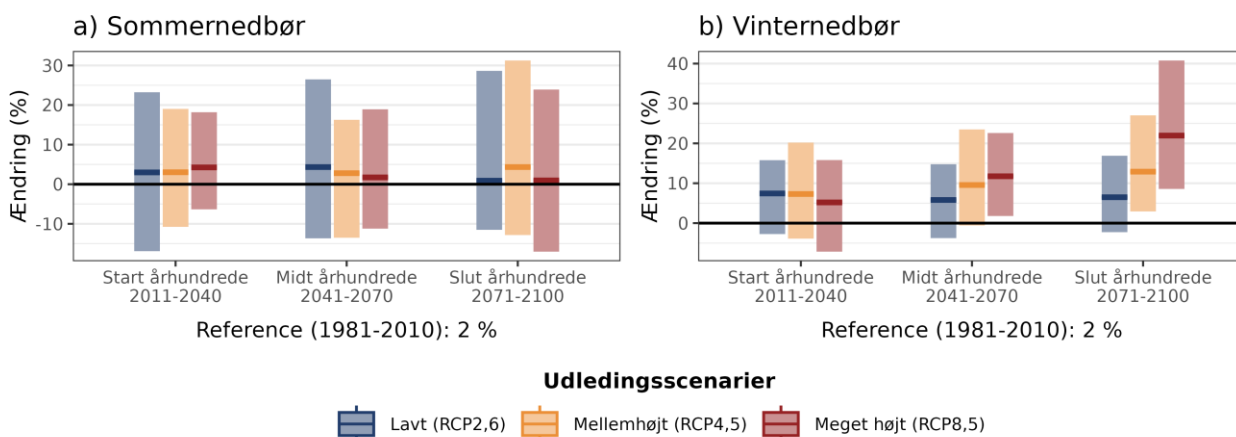 a) Sommernedbør
Ændring (%)
30
20
10
0
-10
Start århundrede
2011-2040
Midt århundrede
2041-2070
Slut århundrede
2071-2100
Reference (1981-2010): 2 %
b) Vinternedbør
Ændring (%)
40
30
20
10
0
Start århundrede
2011-2040
Midt århundrede
2041-2070
Slut århundrede
2071-2100
Reference (1981-2010): 2 %
Udledingsscenarier
Lavt (RCP2,6)
Mellemhøjt (RCP4,5)
Meget højt (RCP8,5)